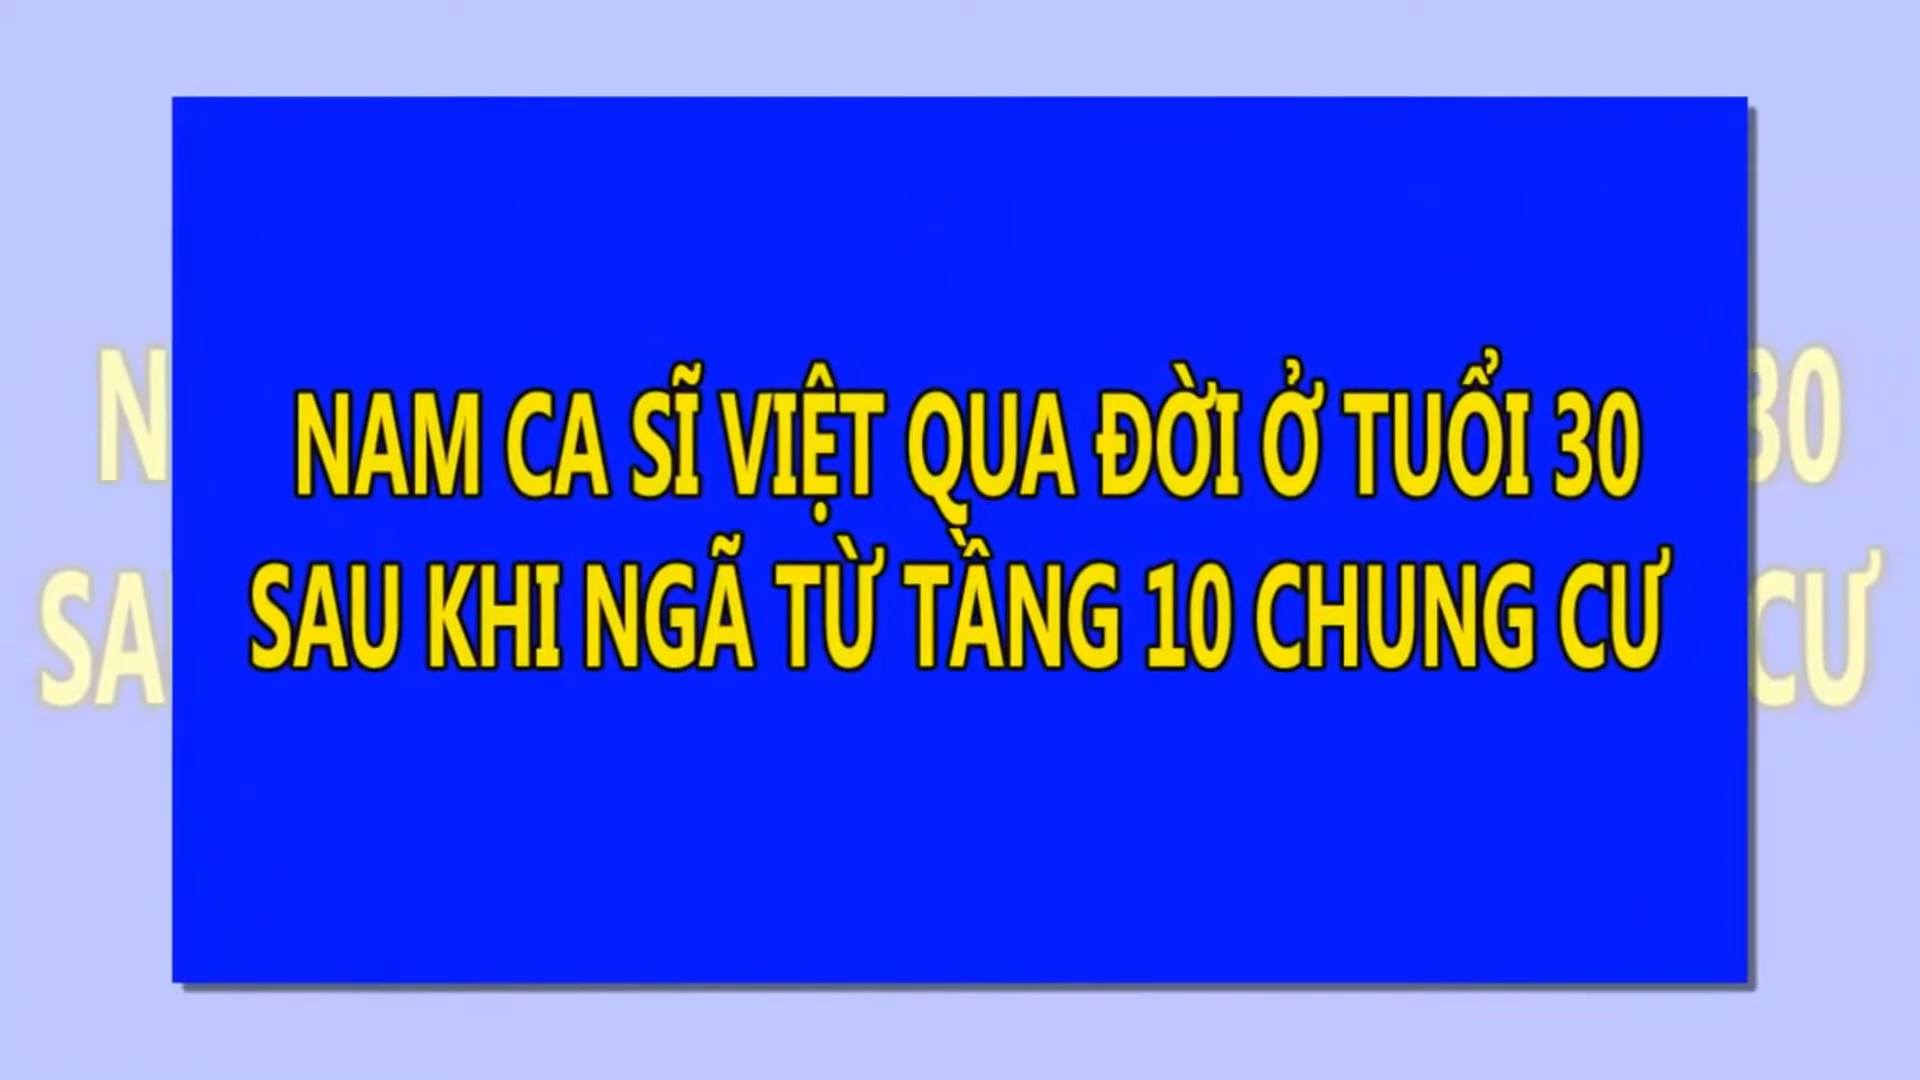 NAM CA SĨ VIỆT QUA ĐỜI Ở TUỔI 30
SAU KHI NGÃ TỪ TẦNG 10 CHUNG CƯ